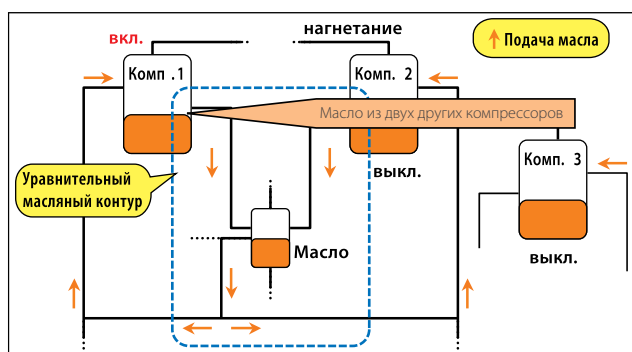 вкл.
нагнетание
Подача масла
Комп .1
Комп. 2
Масло из двух других компрессоров
Комп. 3
выкл.
Уравнительный
масляный контур
Масло
выкл.